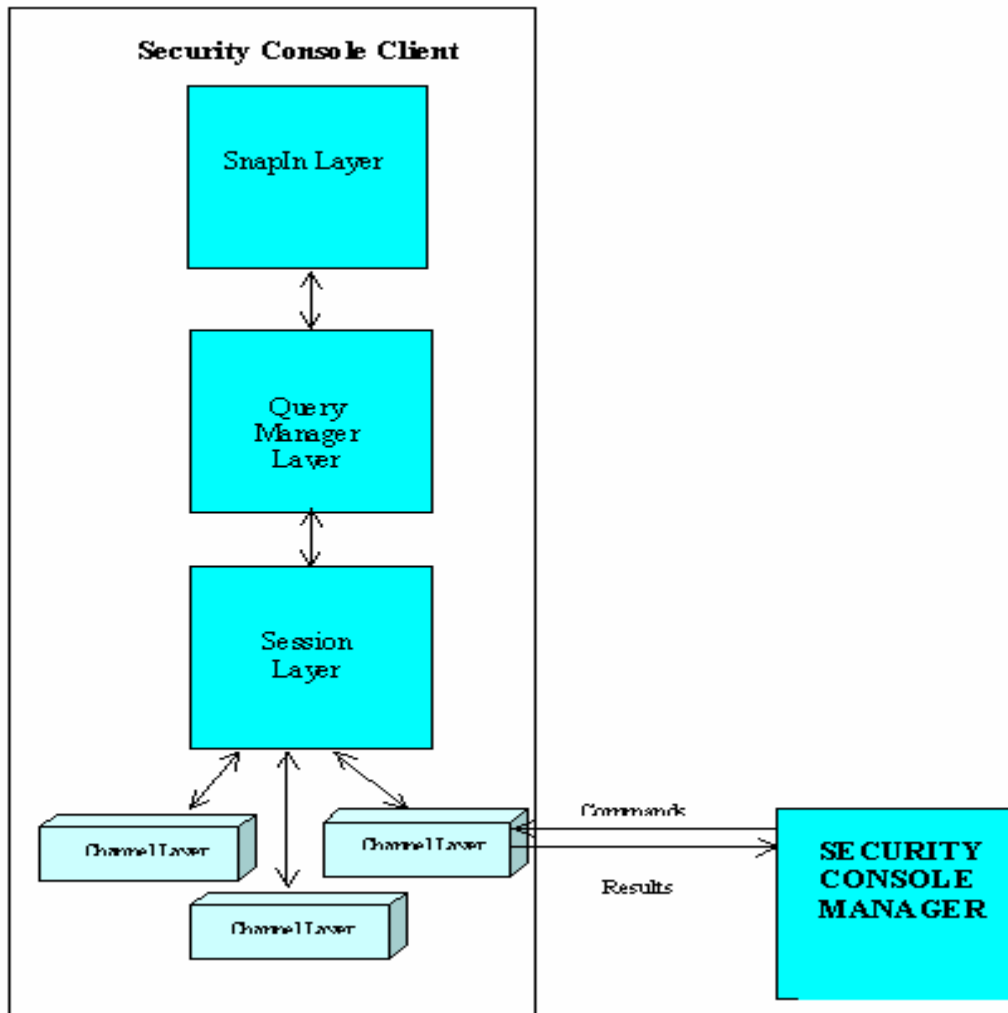 Security Console Client
SnapIn Layer
Query
Manager
Layer
Session
Layer
Channel Layer
Channel Layer
Channel Layer
Commands
Results
SECURITY
CONSOLE
MANAGER